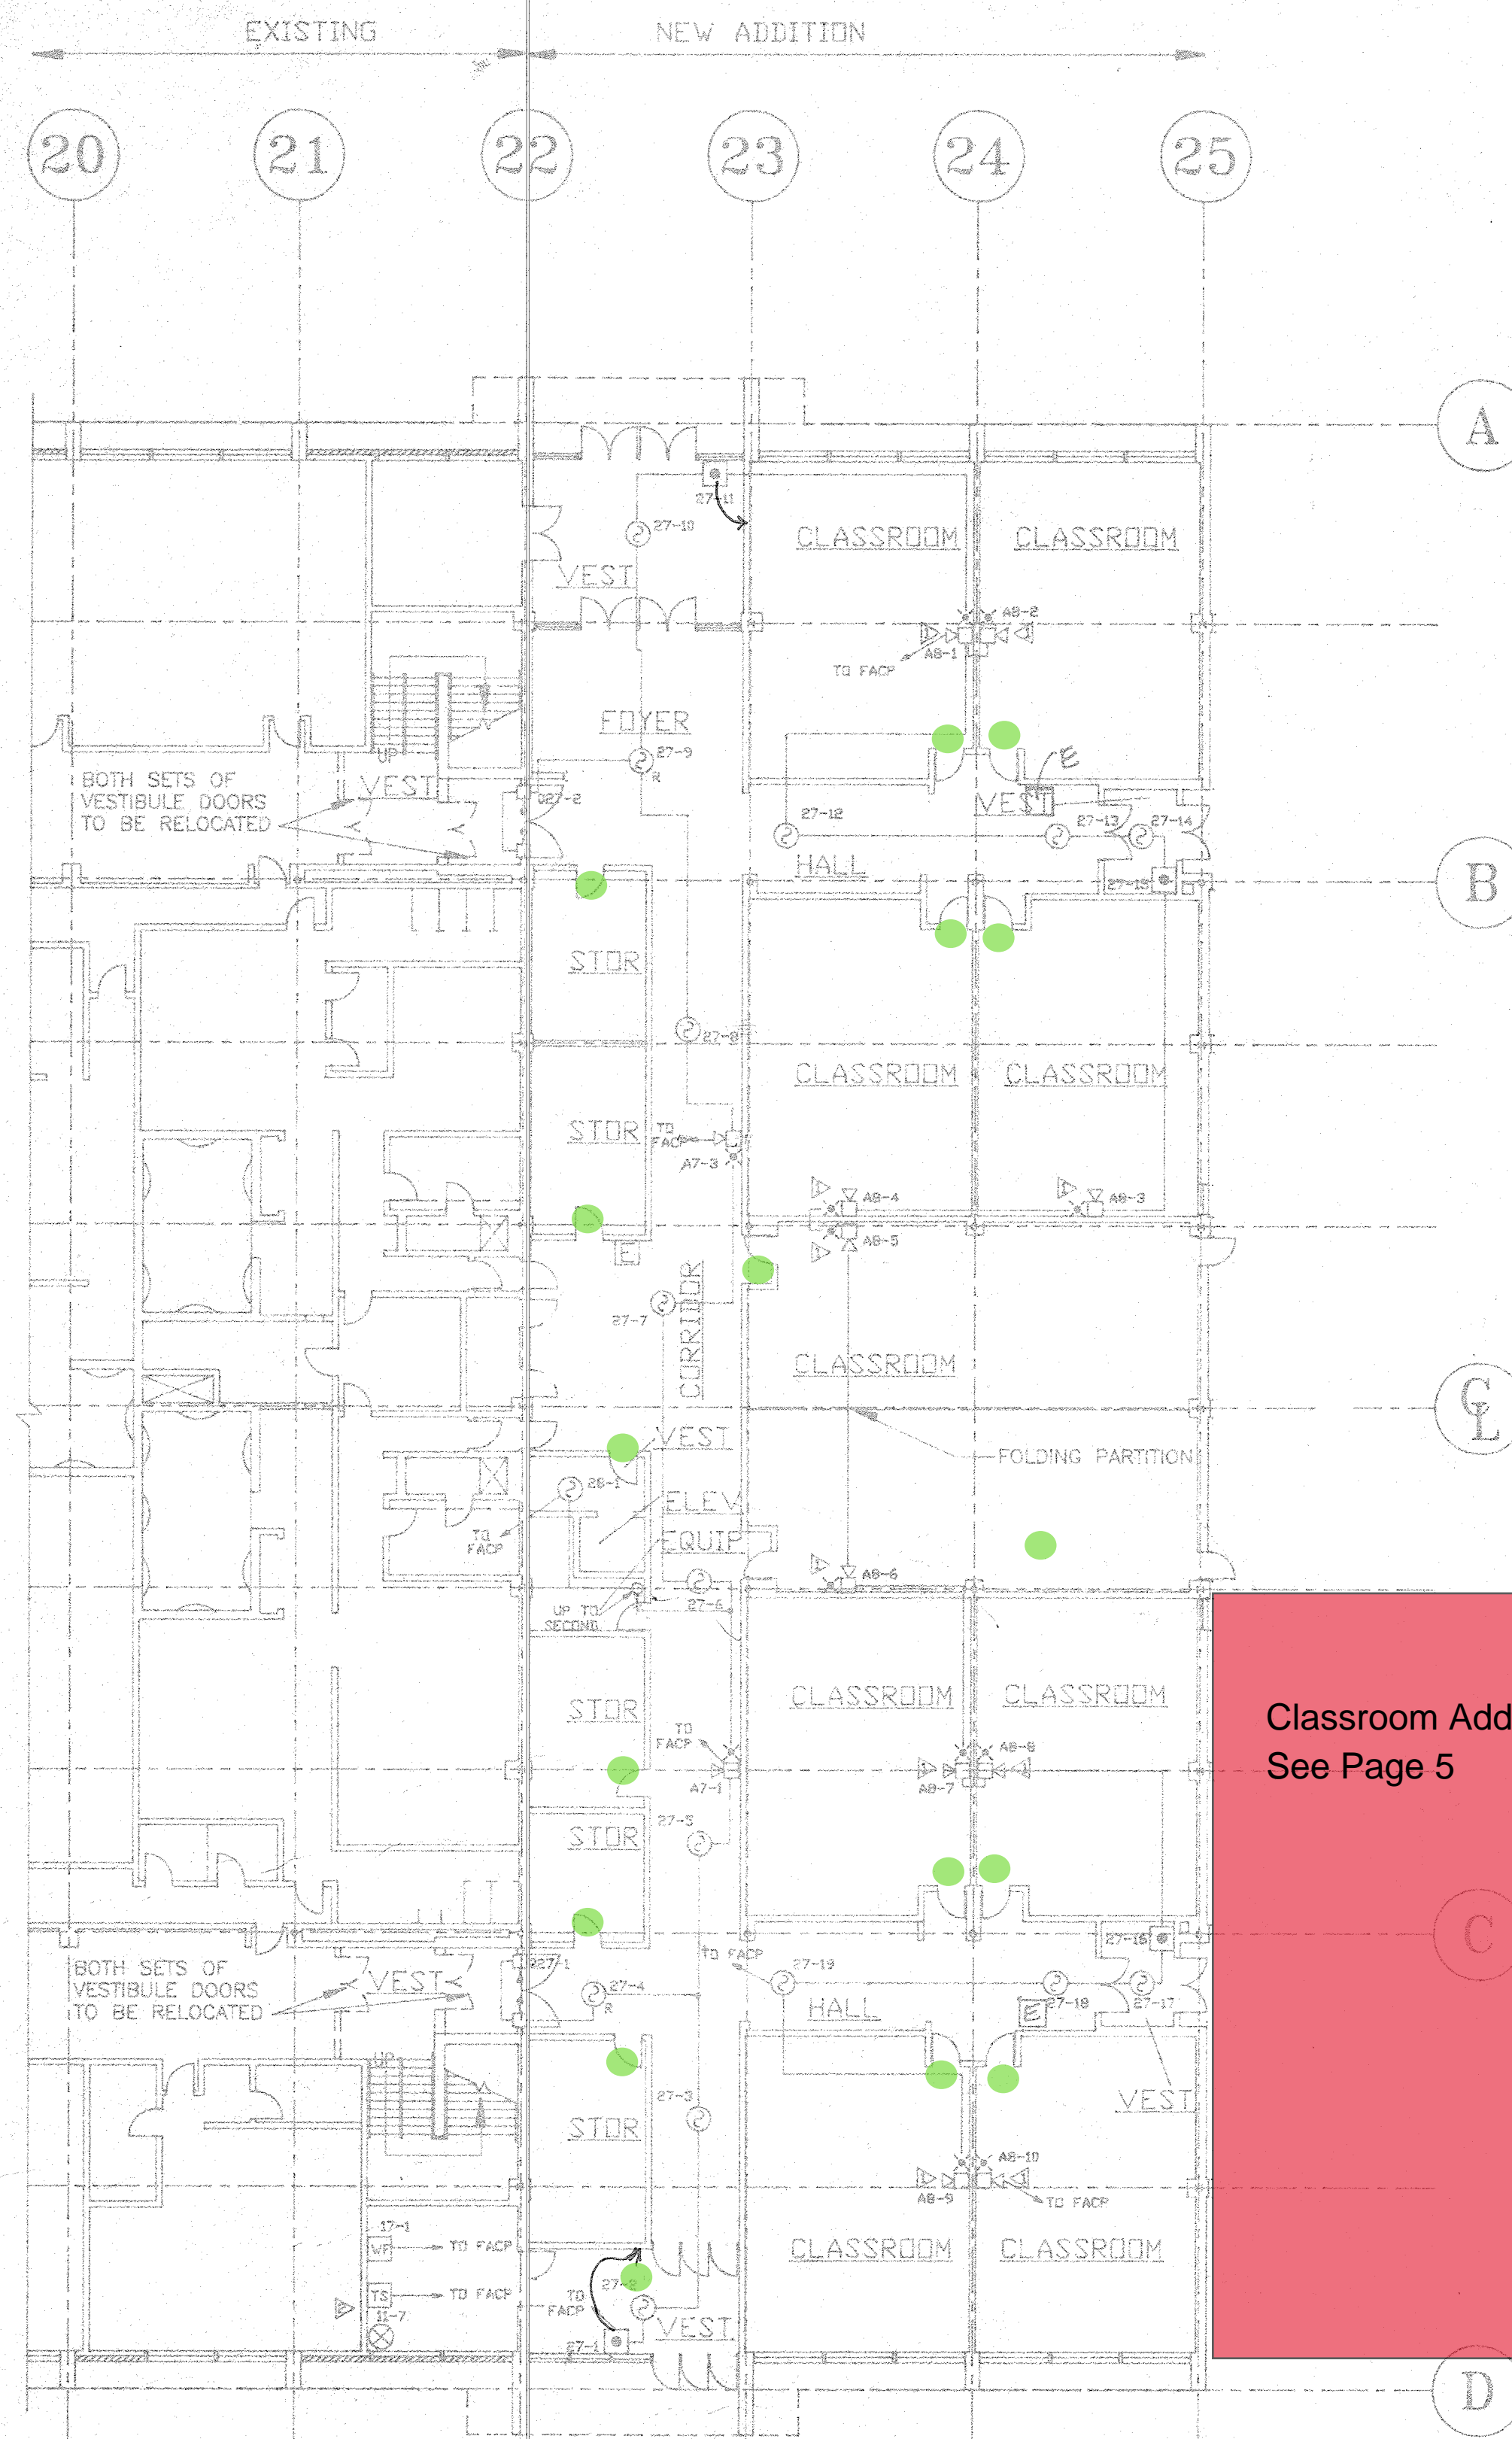 EXISTING
NEW ADDITION
20
21
22
23
24
25
A
27-11
27-10
CLASSROOM
CLASSROOM
VEST
A8-2
A8-1
TO FACP
FOYER
27-9
R
UP
VEST
BOTH SETS OF
VESTIBULE DOORS
TO BE RELOCATED
E
VEST
27-12
27-13
27-14
HALL
B
STOR
27-8
CLASSROOM
CLASSROOM
STOR
TO
FACP
A7-3
A8-4
A8-3
A8-5
E
27-7
CORRIDOR
CLASSROOM
C
L
VEST
FOLDING PARTITION
28-1
ELEV
TO
FACP
EQUIP
A8-6
27-6
UP TO
SECOND
STOR
CLASSROOM
CLASSROOM
Classroom Add
See Page 5
TO
FACP
A8-8
A7-1
A8-7
27-5
STOR
C
27-16
TO FACP
BOTH SETS OF
VESTIBULE DOORS
TO BE RELOCATED
VEST
27-4
R
27-19
HALL
27-18
27-17
E
UP
27-3
VEST
STOR
A8-10
A8-9
TO FACP
17-1
TO FACP
CLASSROOM
CLASSROOM
TS
TO FACP
11-7
TO
FACP
VEST
27-1
D